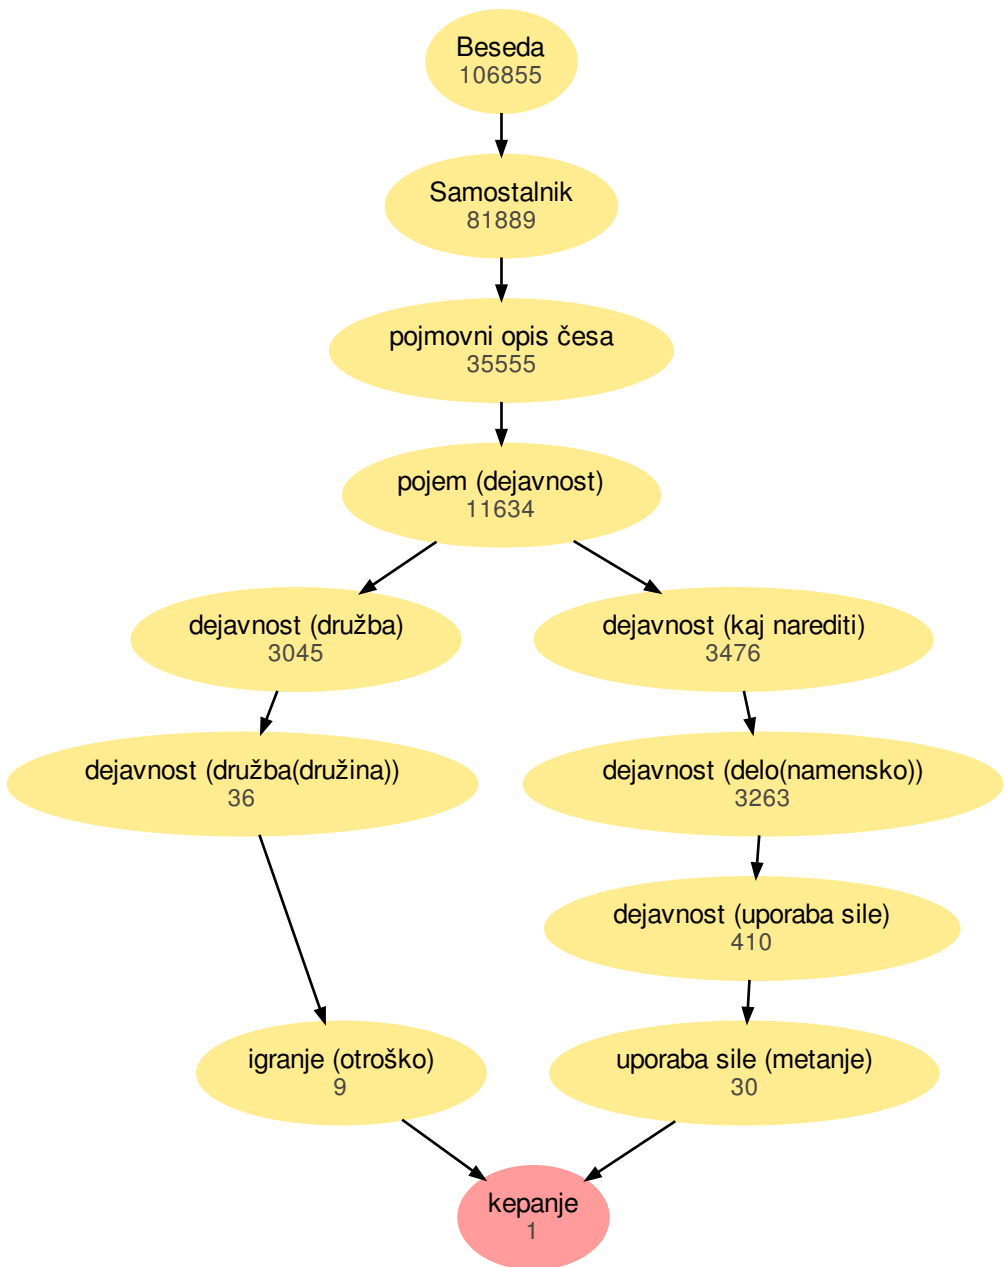 Beseda
106855
Samostalnik
81889
pojmovni opis česa
35555
pojem (dejavnost)
11634
dejavnost (družba)
3045
dejavnost (kaj narediti)
3476
dejavnost (družba(družina))
36
dejavnost (delo(namensko))
3263
dejavnost (uporaba sile)
410
igranje (otroško)
9
uporaba sile (metanje)
30
kepanje
1